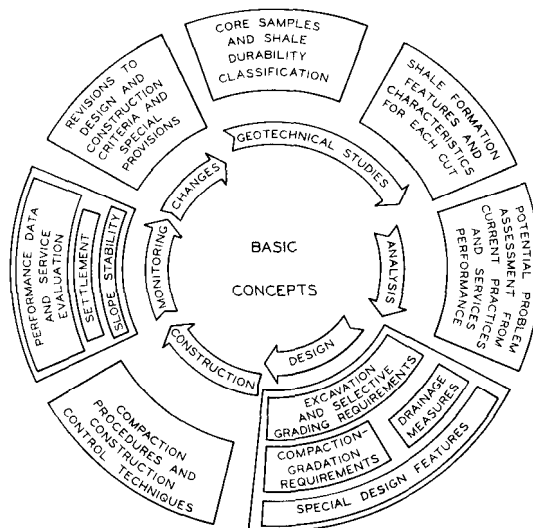 CORE SAMPLES
AND SHALE
DURABILITY
CLASSIFICATION
SHALE FORMATION
FEATURES AND
CHARACTERISTICS
FOR EACH CUT
POTENTIAL PROBLEM
ASSESSMENT FROM
CURRENT PRACTICES
AND SERVICES
PERFORMANCE
EXCAVATION
AND SELECTIVE
GRADING REQUIREMENTS
DRAINAGE
MEASURES
COMPACTION-
GRADATION
REQUIREMENTS
SPECIAL DESIGN FEATURES
COMPACTION
PROCEDURES AND
CONSTRUCTION
CONTROL TECHNIQUES
PERFORMANCE DATA
AND SERVICE
EVALUATION
SETTLEMENT
SLOPE STABILITY
REVISIONS TO
DESIGN AND
CONSTRUCTION
CRITERIA AND
SPECIAL
PROVISIONS
GEOTECHNICAL STUDIES
ANALYSIS
DESIGN
CONSTRUCTION
MONITORING
CHANGES
BASIC
CONCEPTS